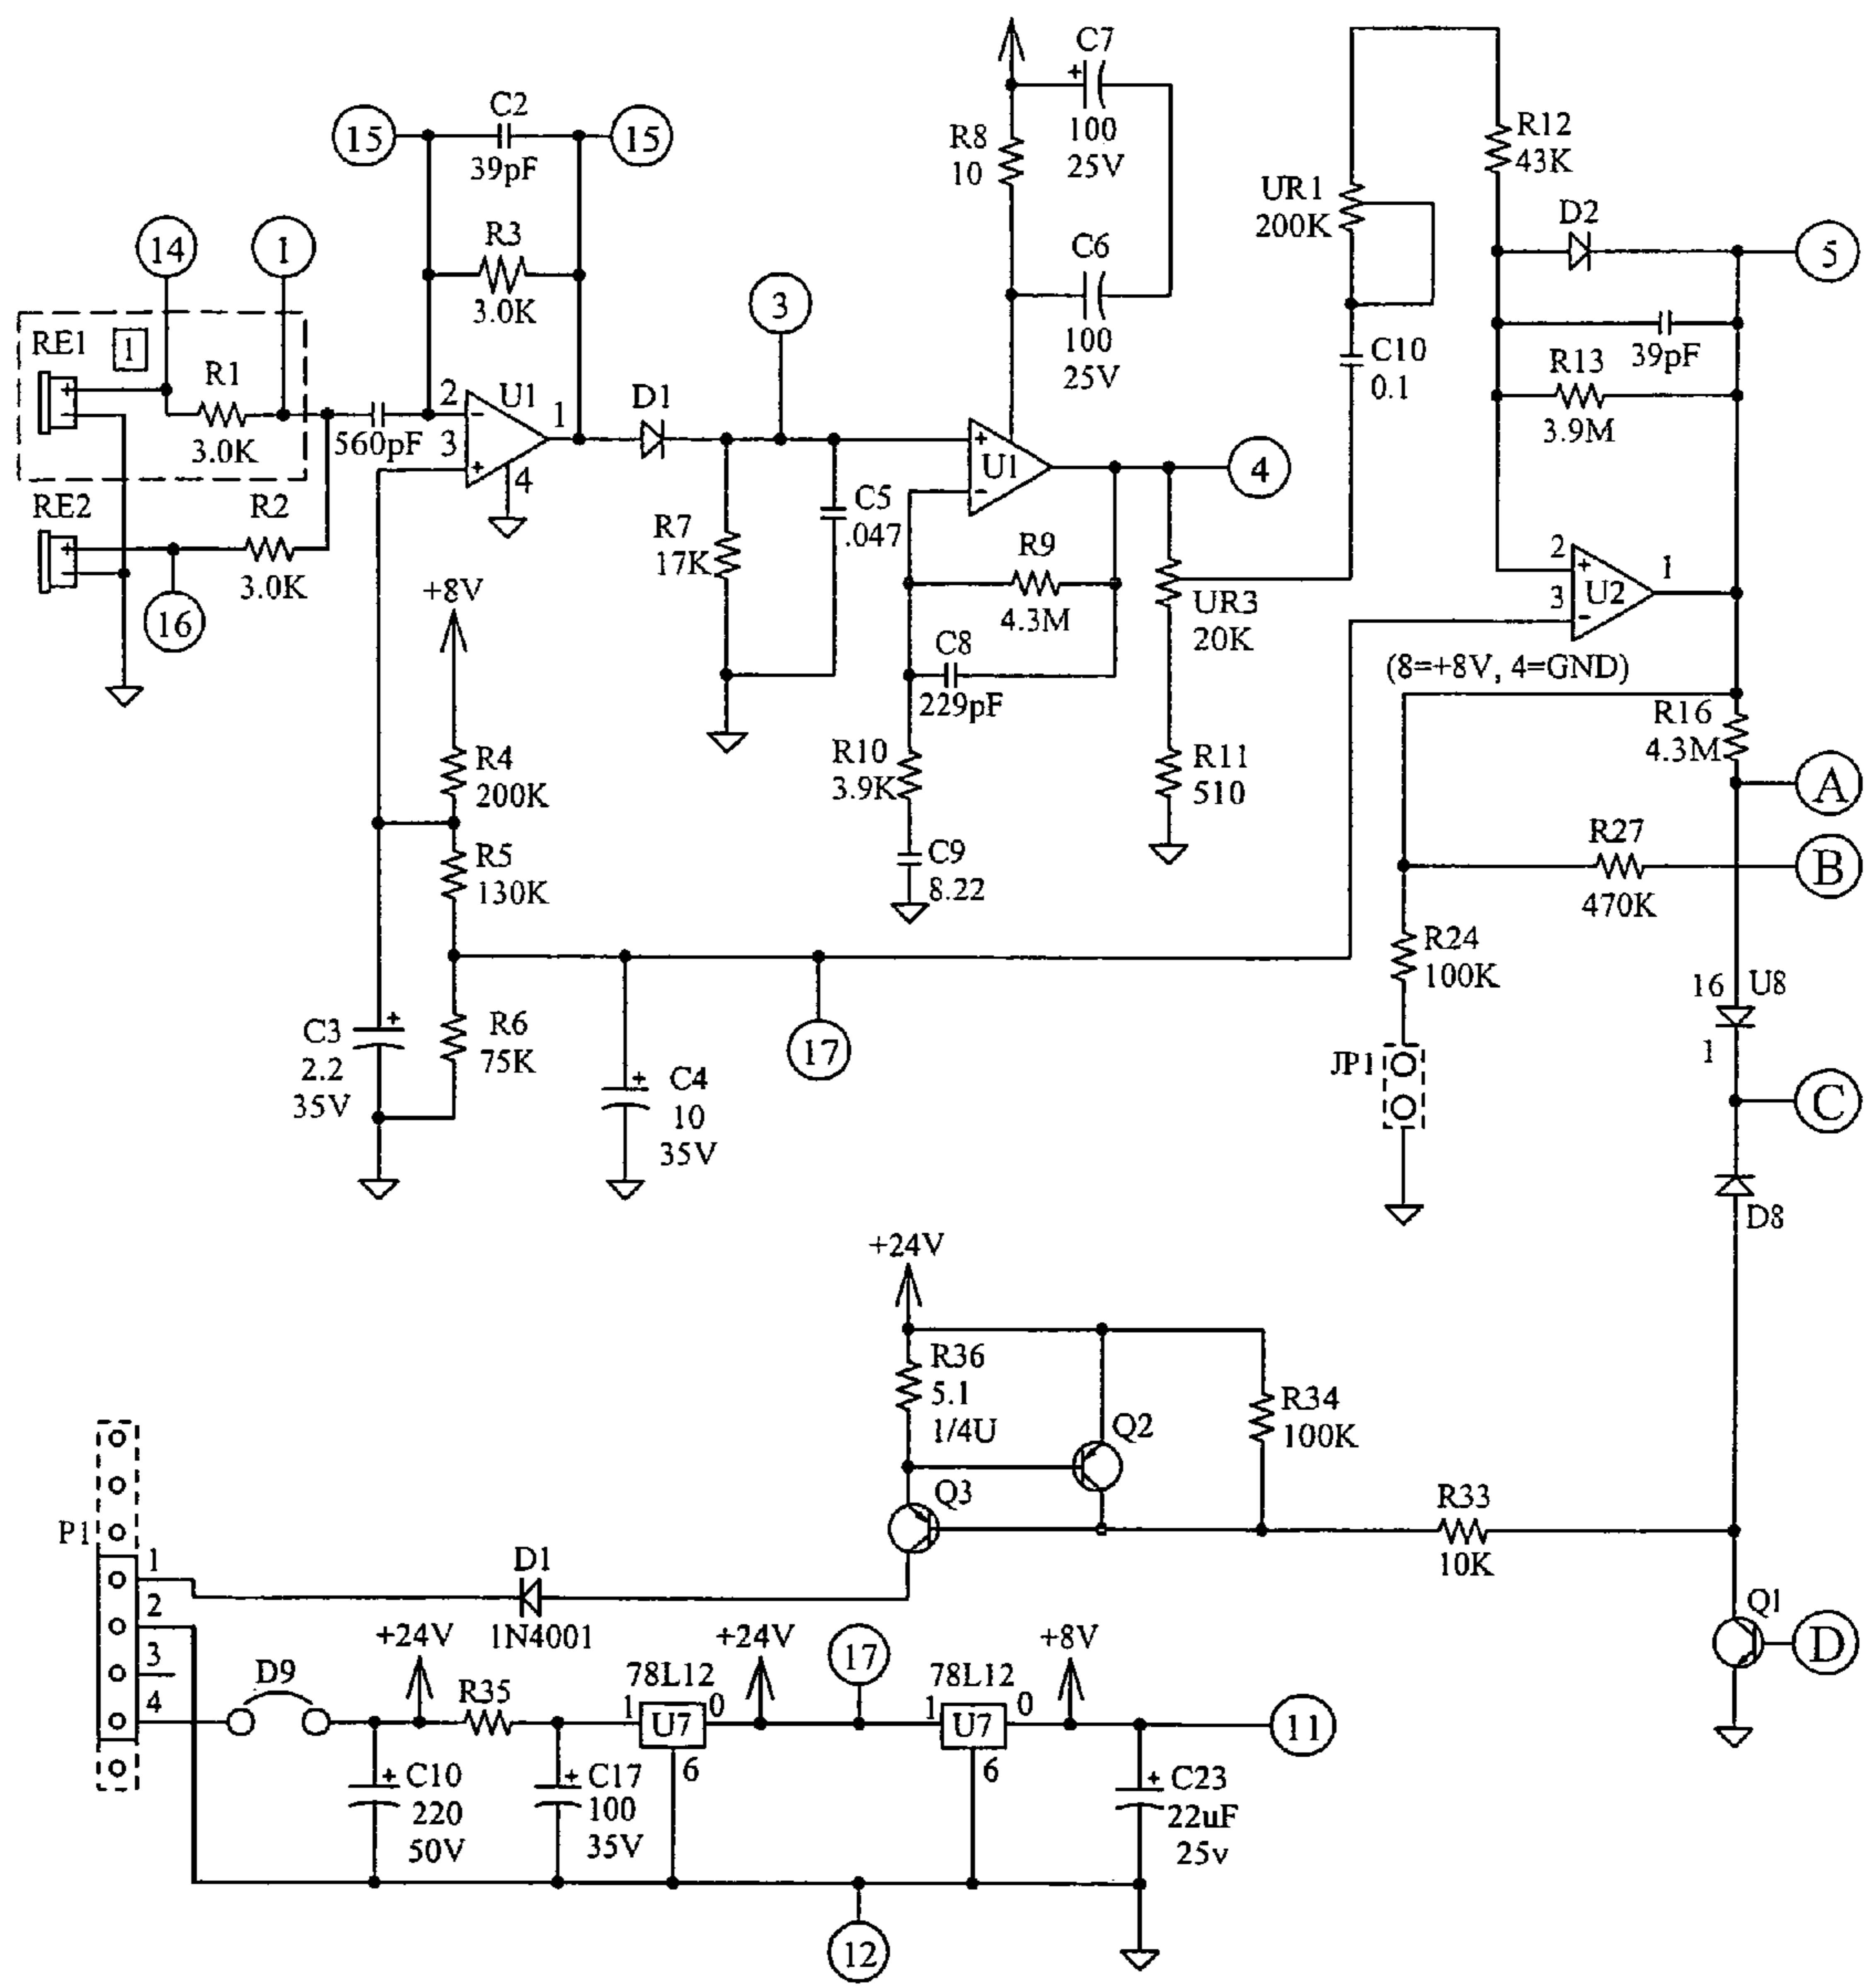 C7
+
100
25V
R8
10
C6
100
25V
C2
39pF
15
15
R3
3.0K
14
1
RE1
1
+
-
R1
3.0K
560pF
2
3
-
+
U1
1
4
D1
3
RE2
+
-
R2
3.0K
16
R7
17K
C5
.047
+
-
U1
4
R9
4.3M
C8
229pF
R10
3.9K
C9
8.22
UR3
20K
R11
510
UR1
200K
C10
0.1
R12
43K
D2
5
39pF
R13
3.9M
2
3
+
-
U2
1
(8=+8V, 4=GND)
R16
4.3M
A
R27
470K
B
R24
100K
JP1
16
U8
1
C
D8
+8V
R4
200K
R5
130K
R6
75K
C3
+
2.2
35V
C4
+
10
35V
17
+24V
R36
5.1
1/4U
Q2
R34
100K
Q3
R33
10K
Q1
D
P1
1
2
3
4
D1
1N4001
D9
+24V
R35
78L12
1
U7
0
6
+24V
17
78L12
1
U7
0
6
+8V
11
+
C10
220
50V
+
C17
100
35V
+
C23
22uF
25v
12